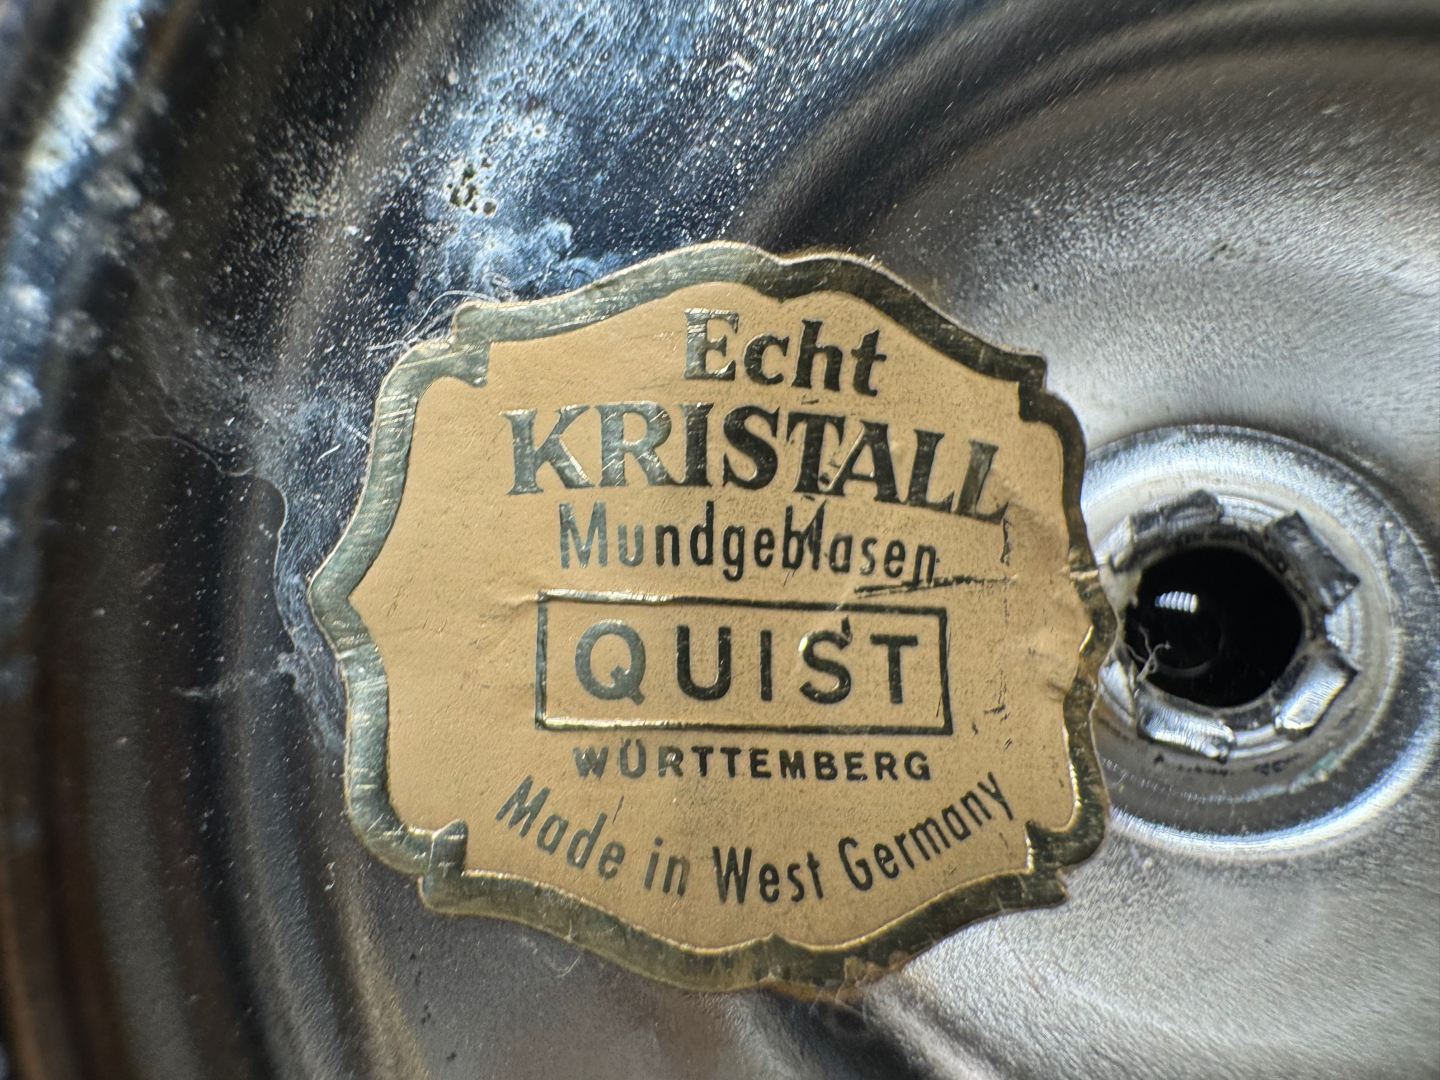 Echt
KRISTALL
Mundgeblasen
QUIST
WÜRTTEMBERG
Made in West Germany